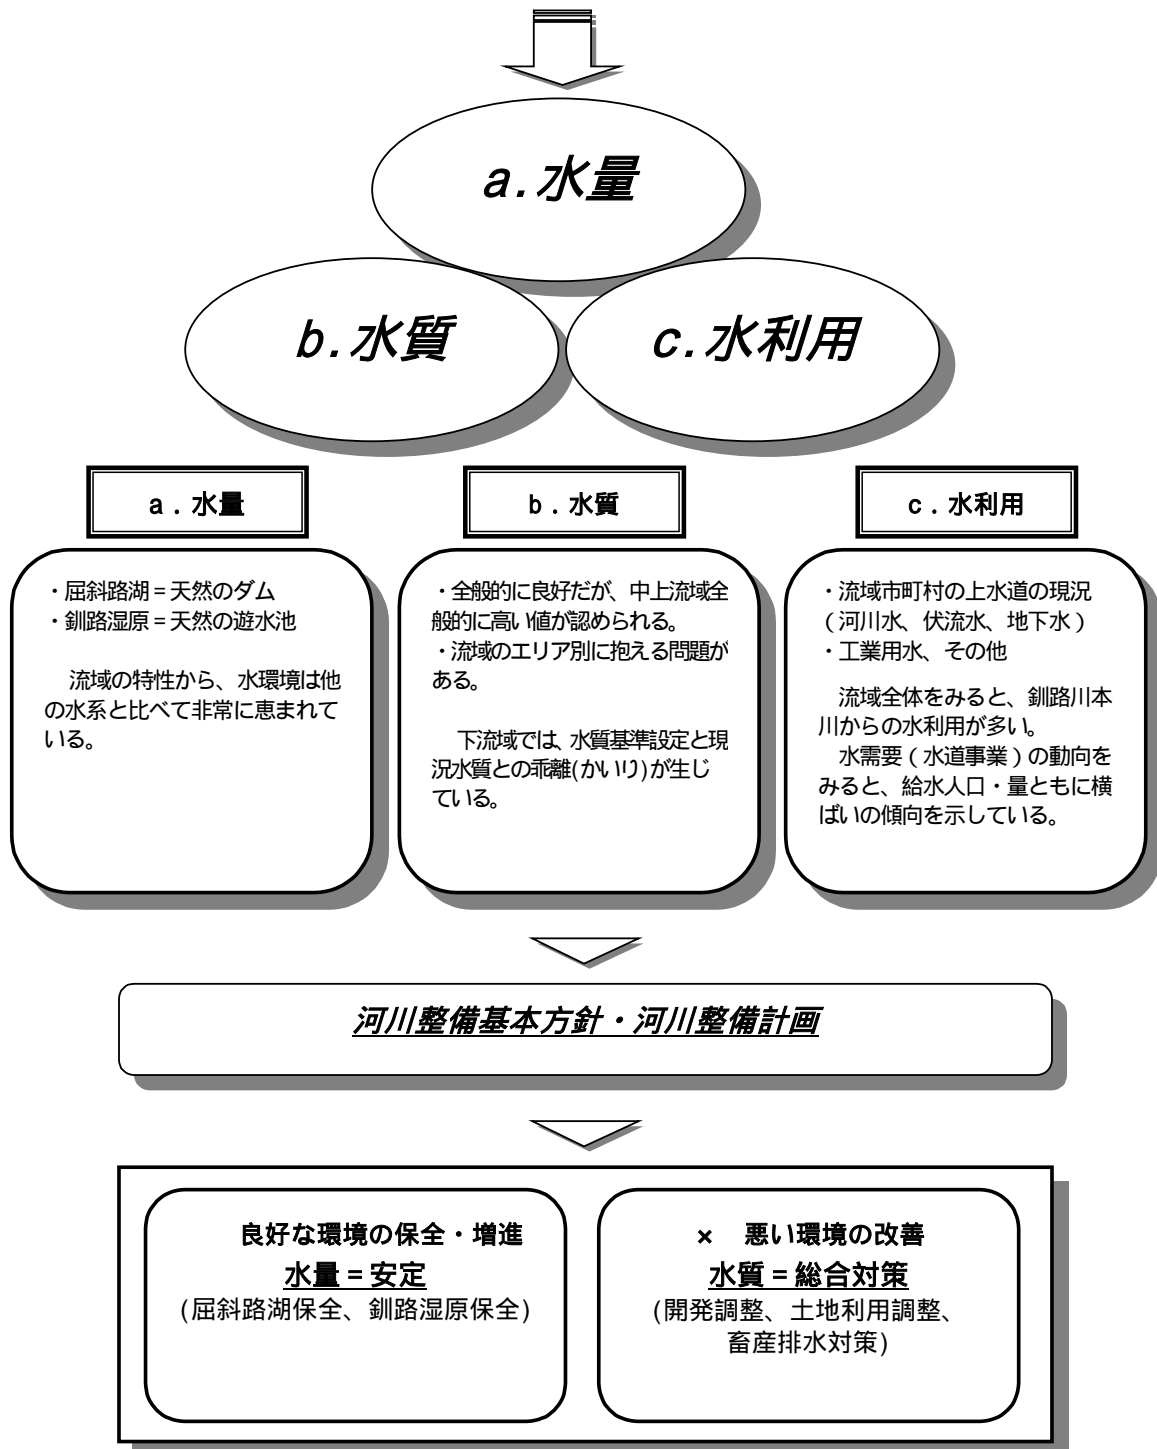 a.水量
b.水質
c.水利用
a．水量
・屈斜路湖＝天然のダム
・釧路湿原＝天然の遊水池
流域の特性から、水環境は他
の水系と比べて非常に恵まれて
いる。
b．水質
・全般的に良好だが、中上流域全
般的に高い値が認められる。
・流域のエリア別に抱える問題が
ある。
下流域では、水質基準設定と現
況水質との乖離(かいり)が生じ
ている。
c．水利用
・流域市町村の上水道の現況
（河川水、伏流水、地下水）
・工業用水、その他
流域全体をみると、釧路川本
川からの水利用が多い。
水需要（水道事業）の動向を
みると、給水人口・量ともに横
ばいの傾向を示している。
河川整備基本方針・河川整備計画
良好な環境の保全・増進
水量＝安定
(屈斜路湖保全、釧路湿原保全)
×　悪い環境の改善
水質＝総合対策
(開発調整、土地利用調整、
畜産排水対策)